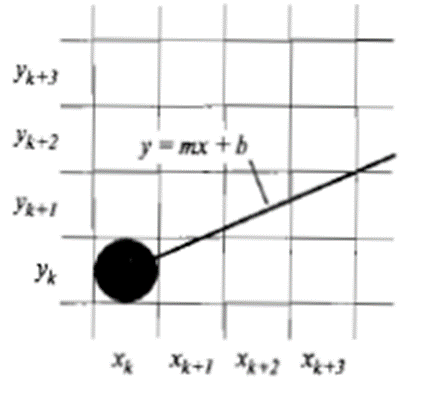 y_{k+3}
y_{k+2}
y = mx + b
y_{k+1}
y_k
x_k x_{k+1} x_{k+2} x_{k+3}